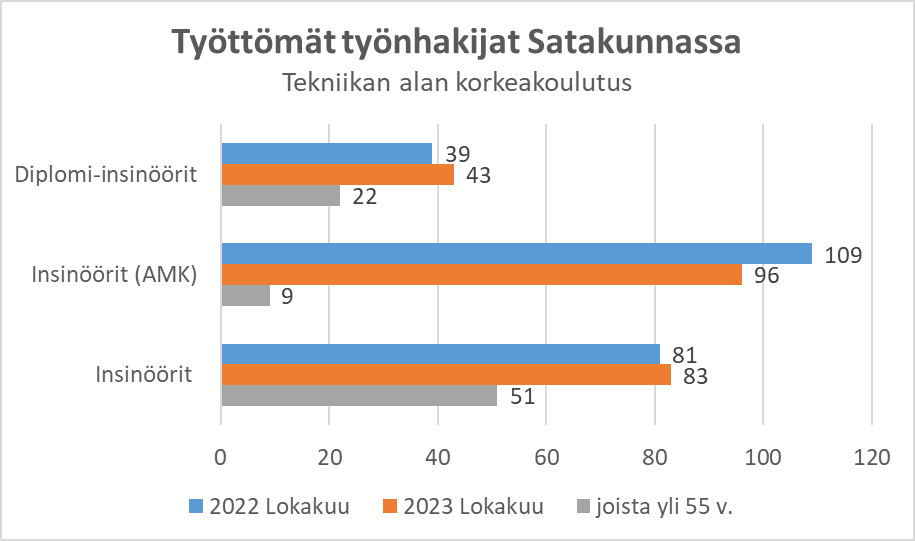 Työttömät työnhakijat Satakunnassa
Tekniikan alan korkeakoulutus
Diplomi-insinöörit
39
43
22
Insinöörit (AMK)
109
96
9
Insinöörit
81
83
51
0 20 40 60 80 100 120
2022 Lokakuu 2023 Lokakuu joista yli 55 v.